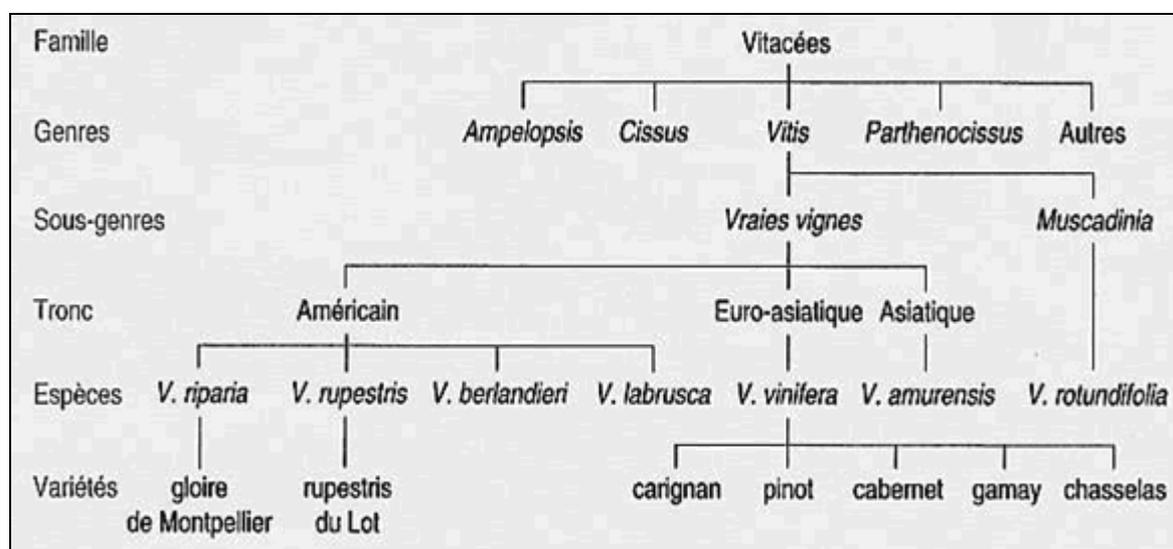 Famille Vitacées
Genres Ampelopsis Cissus Vitis Parthenocissus Autres
Sous-genres Vraies vignes Muscadinia
Tronc Américain Euro-asiatique Asiatique
Espèces V. riparia V. rupestris V. berlandieri V. labrusca V. vinifera V. amurensis V. rotundifolia
Variétés gloire rupestris carignan pinot cabernet gamay chasselas
de Montpellier du Lot